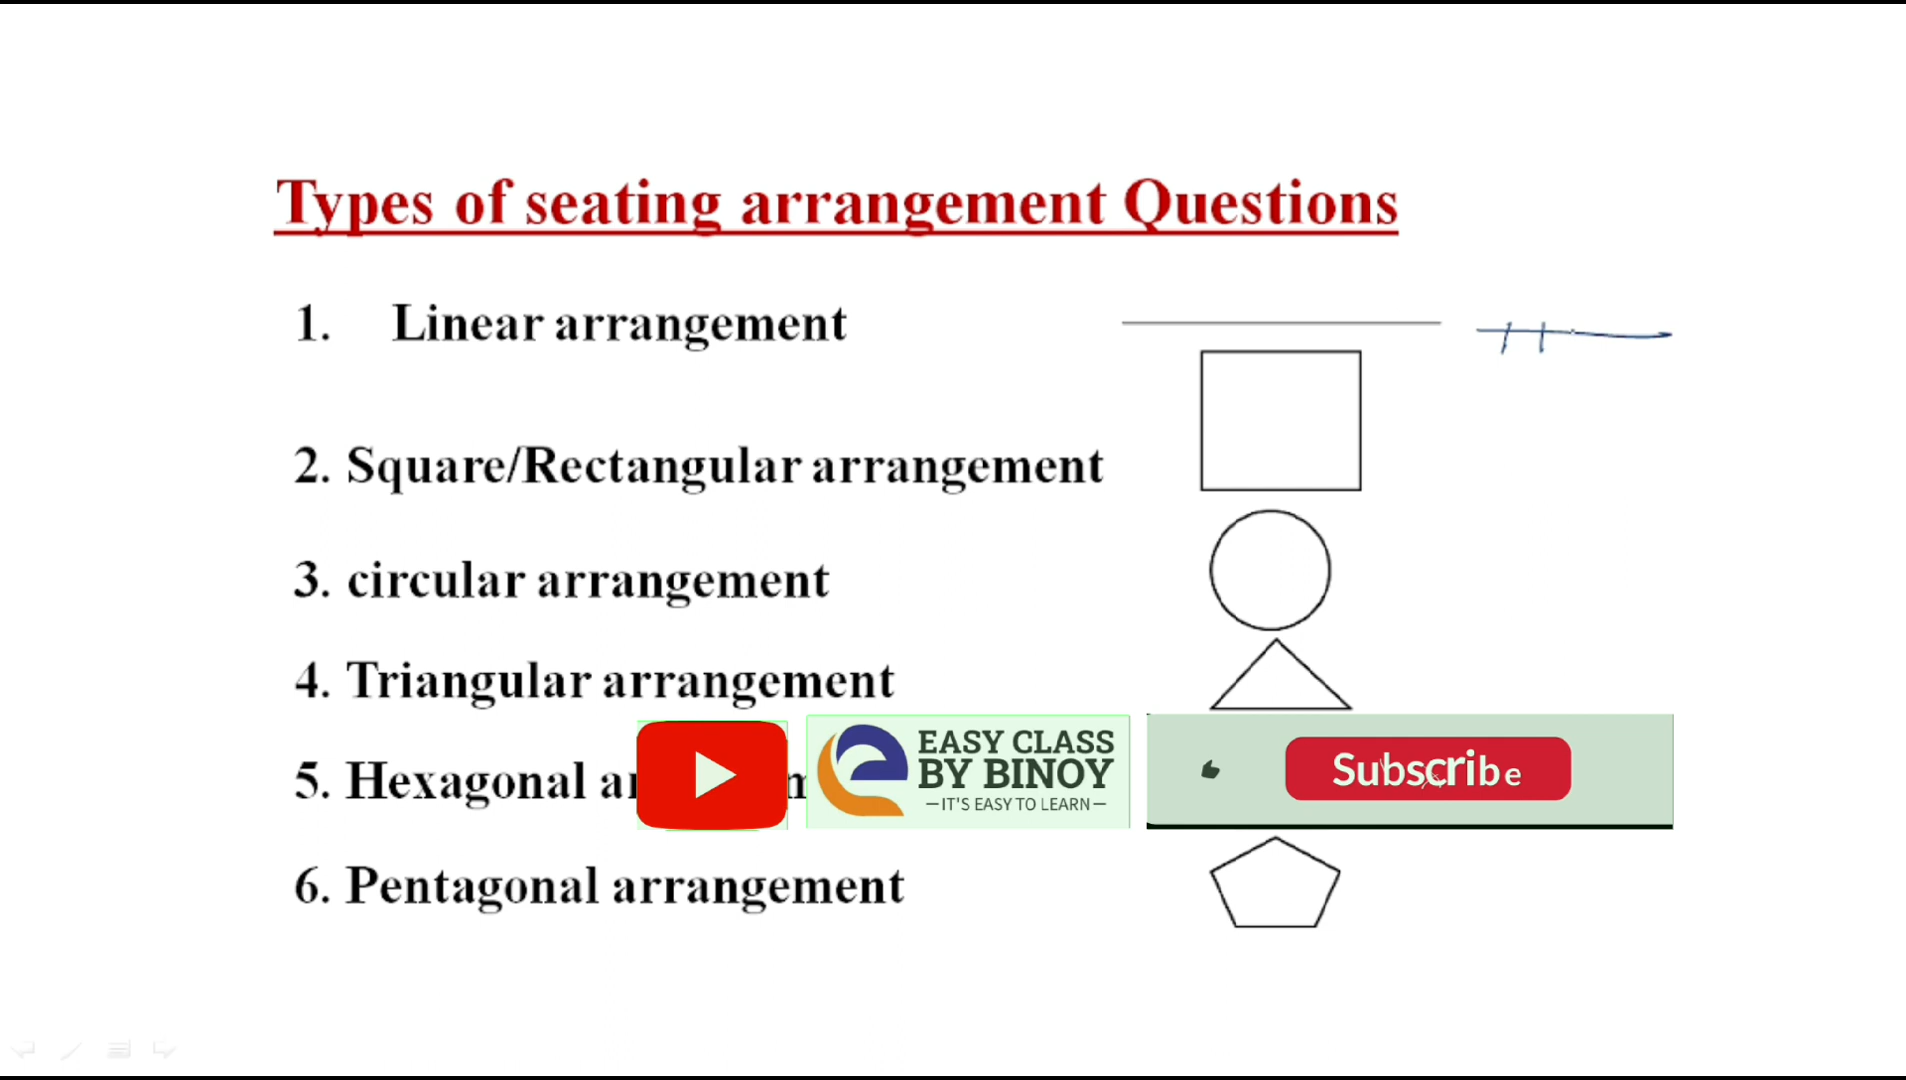 Types of seating arrangement Questions
1. Linear arrangement
2. Square/Rectangular arrangement
3. circular arrangement
4. Triangular arrangement
5. Hexagonal
EASY CLASS
BY BINOY
—IT'S EASY TO LEARN—
Subscribe
6. Pentagonal arrangement